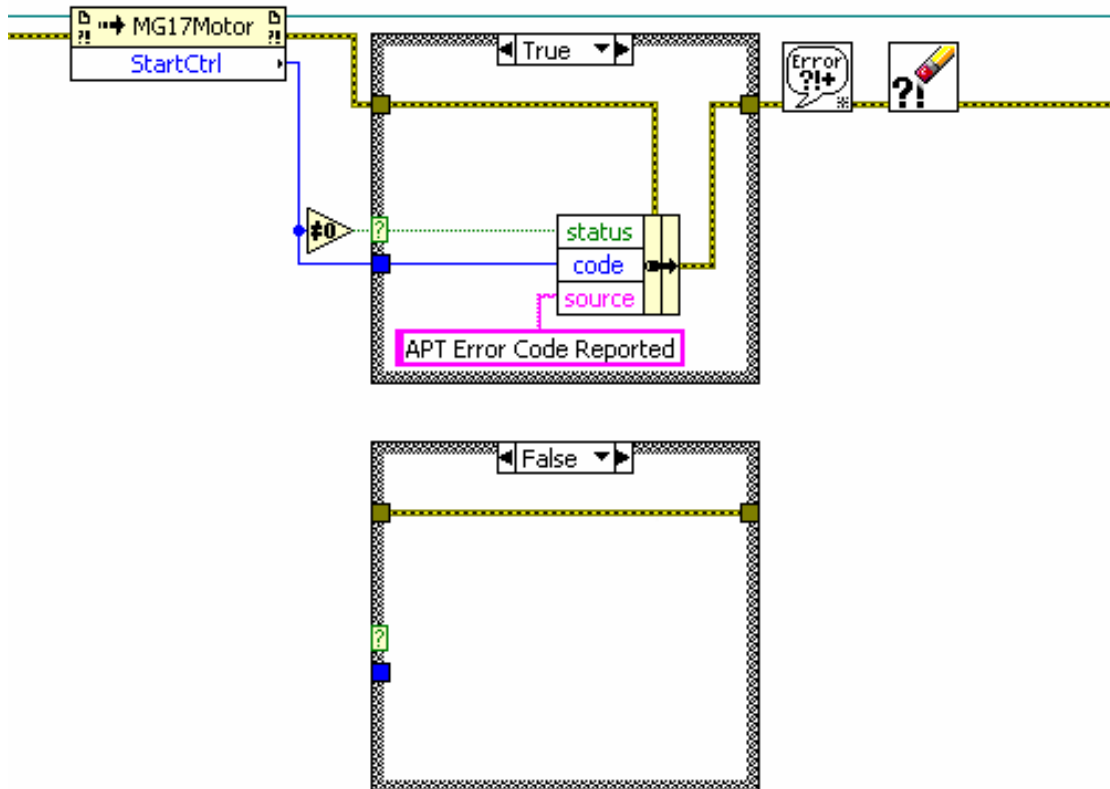 MG17Motor
StartCtrl
True
Error
?!+
?!
≠0
?
status
code
source
APT Error Code Reported
False
?